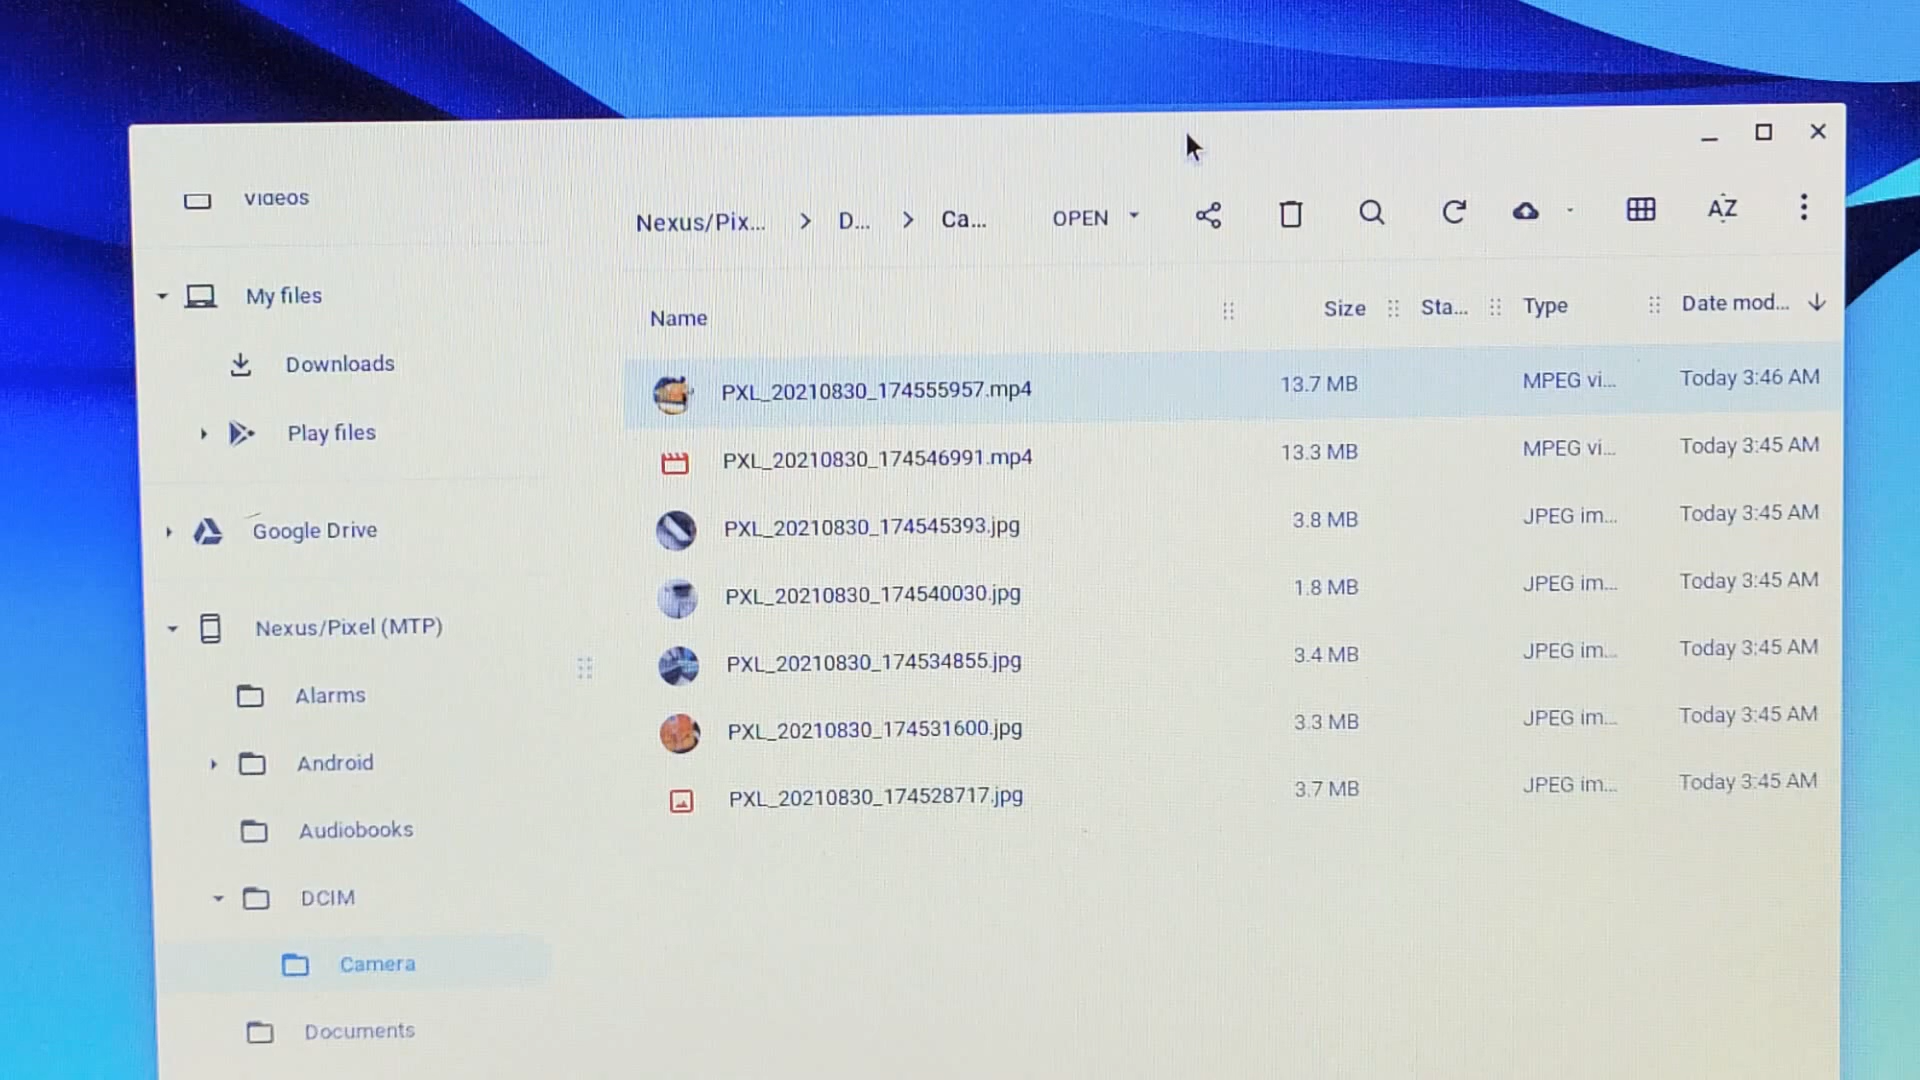 Videos
My files
Downloads
Play files
Google Drive
Nexus/Pixel (MTP)
Alarms
Android
Audiobooks
DCIM
Camera
Documents
Nexus/Pix... > D... > Ca... OPEN AZ
Name Size Sta... Type Date mod...
PXL_20210830_174555957.mp4 13.7 MB MPEG vi... Today 3:46 AM
PXL_20210830_174546991.mp4 13.3 MB MPEG vi... Today 3:45 AM
PXL_20210830_174545393.jpg 3.8 MB JPEG im... Today 3:45 AM
PXL_20210830_174540030.jpg 1.8 MB JPEG im... Today 3:45 AM
PXL_20210830_174534855.jpg 3.4 MB JPEG im... Today 3:45 AM
PXL_20210830_174531600.jpg 3.3 MB JPEG im... Today 3:45 AM
PXL_20210830_174528717.jpg 3.7 MB JPEG im... Today 3:45 AM